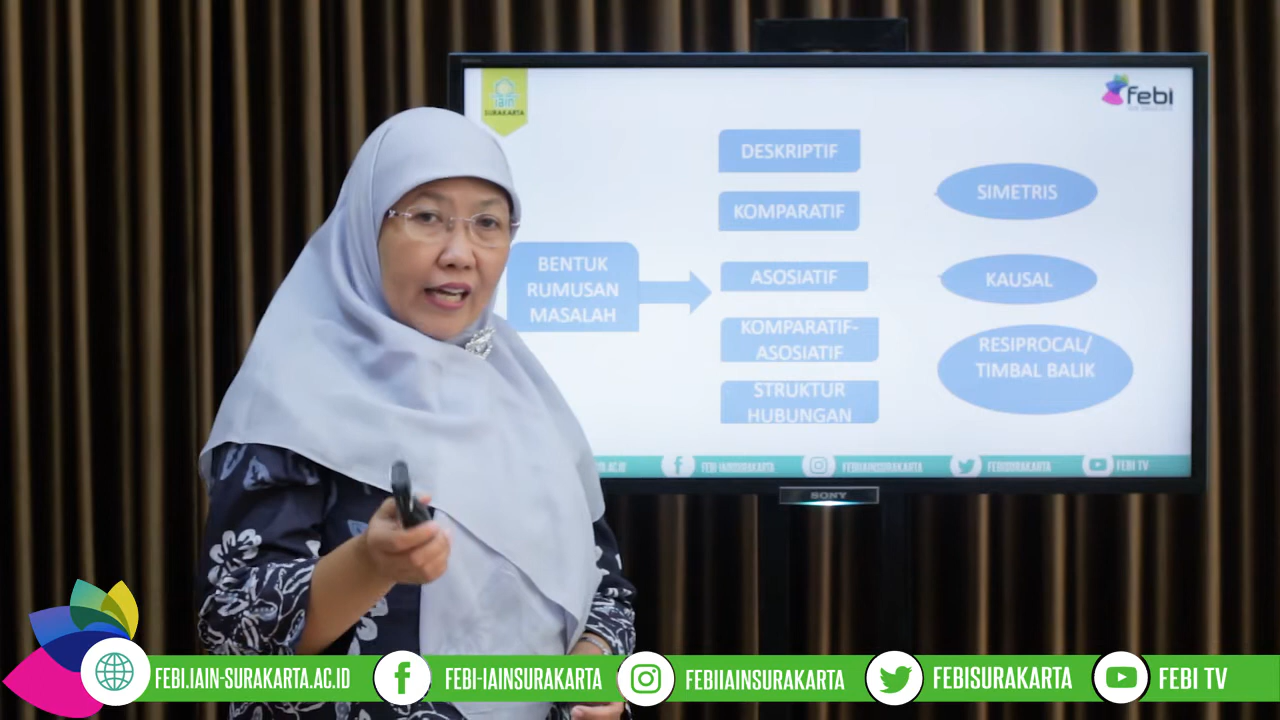 iain
SURAKARTA
febi
BENTUK
RUMUSAN
MASALAH
DESKRIPTIF
KOMPARATIF
ASOSIATIF
KOMPARATIF-
ASOSIATIF
STRUKTUR
HUBUNGAN
SIMETRIS
KAUSAL
RESIPROCAL/
TIMBAL BALIK
FEBI-IAINSURAKARTA
FEBIIAINSURAKARTA
FEBISURAKARTA
FEBI TV
SONY
FEBI.IAIN-SURAKARTA.AC.ID
FEBI-IAINSURAKARTA
FEBIIAINSURAKARTA
FEBISURAKARTA
FEBI TV